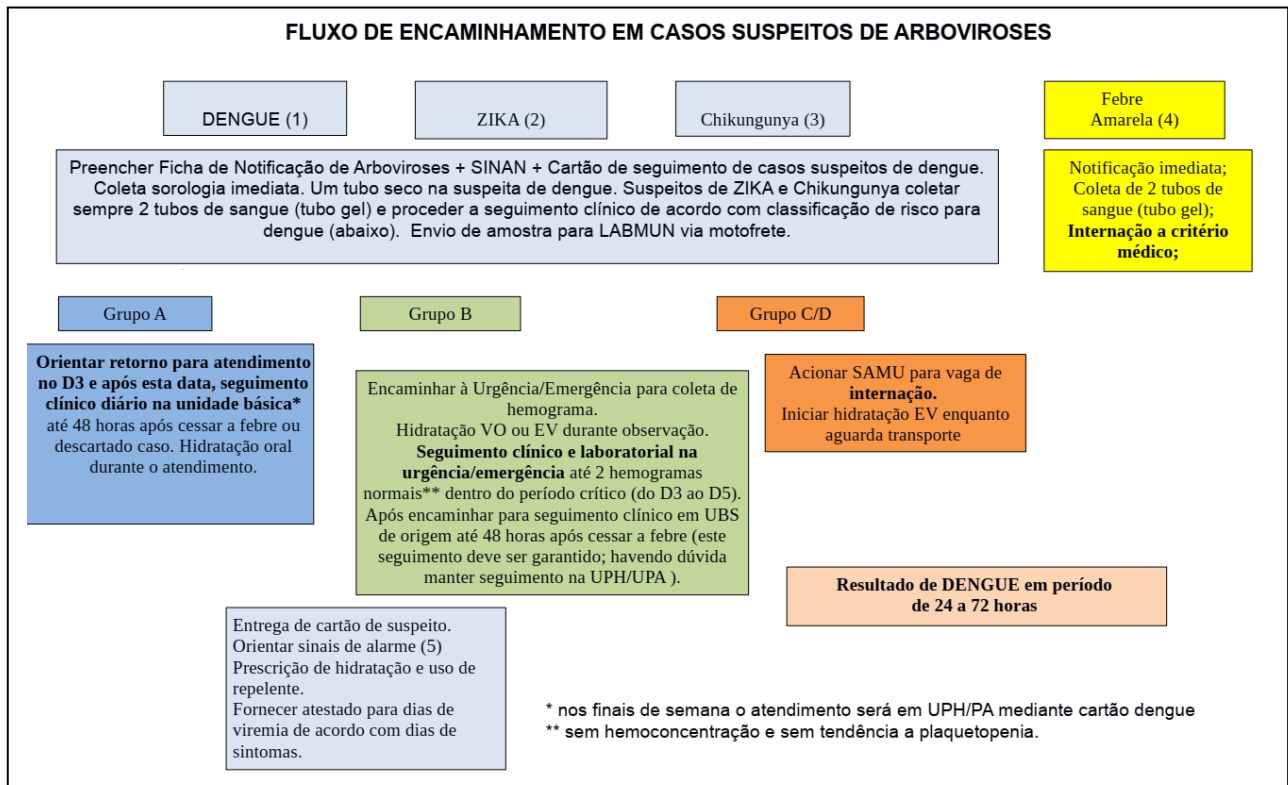 FLUXO DE ENCAMINHAMENTO EM CASOS SUSPEITOS DE ARBOVIROSES
DENGUE (1)
ZIKA (2)
Chikungunya (3)
Febre
Amarela (4)
Preencher Ficha de Notificação de Arboviroses + SINAN + Cartão de seguimento de casos suspeitos de dengue.
Coleta sorologia imediata. Um tubo seco na suspeita de dengue. Suspeitos de ZIKA e Chikungunya coletar
sempre 2 tubos de sangue (tubo gel) e proceder a seguimento clínico de acordo com classificação de risco para
dengue (abaixo).  Envio de amostra para LABMUN via motofrete.
Notificação imediata;
Coleta de 2 tubos de
sangue (tubo gel);
Internação a critério
médico;
Grupo A
Grupo B
Grupo C/D
Orientar retorno para atendimento
no D3 e após esta data, seguimento
clínico diário na unidade básica*
até 48 horas após cessar a febre ou
descartado caso. Hidratação oral
durante o atendimento.
Encaminhar à Urgência/Emergência para coleta de
hemograma.
Hidratação VO ou EV durante observação.
Seguimento clínico e laboratorial na
urgência/emergência até 2 hemogramas
normais** dentro do período crítico (do D3 ao D5).
Após encaminhar para seguimento clínico em UBS
de origem até 48 horas após cessar a febre (este
seguimento deve ser garantido; havendo dúvida
manter seguimento na UPH/UPA ).
Acionar SAMU para vaga de
internação.
Iniciar hidratação EV enquanto
aguarda transporte
Resultado de DENGUE em período
de 24 a 72 horas
Entrega de cartão de suspeito.
Orientar sinais de alarme (5)
Prescrição de hidratação e uso de
repelente.
Fornecer atestado para dias de
viremia de acordo com dias de
sintomas.
* nos finais de semana o atendimento será em UPH/PA mediante cartão dengue
** sem hemoconcentração e sem tendência a plaquetopenia.